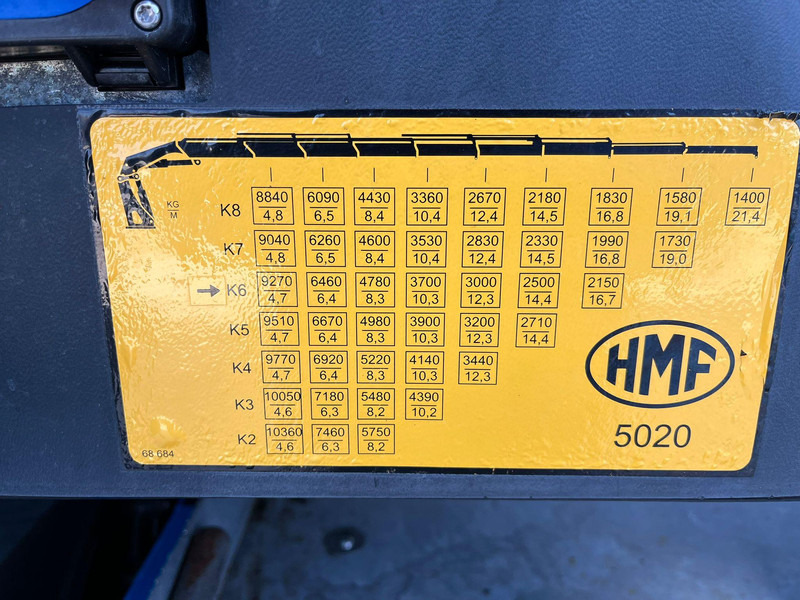 KG
M
K8 8840 6090 4430 3360 2670 2180 1830 1580 1400
4,8 6,5 8,4 10,4 12,4 14,5 16,8 19,1 21,4
K7 9040 6260 4600 3530 2830 2330 1990 1730
4,8 6,5 8,4 10,4 12,4 14,5 16,8 19,0
K6 9270 6460 4780 3700 3000 2500 2150
4,7 6,4 8,3 10,3 12,3 14,4 16,7
K5 9510 6670 4980 3900 3200 2710
4,7 6,4 8,3 10,3 12,3 14,4
K4 9770 6920 5220 4140 3440
4,7 6,4 8,3 10,3 12,3
K3 10050 7180 5480 4390
4,6 6,3 8,2 10,2
K2 10360 7460 5750
4,6 6,3 8,2
HMF
5020
68 684